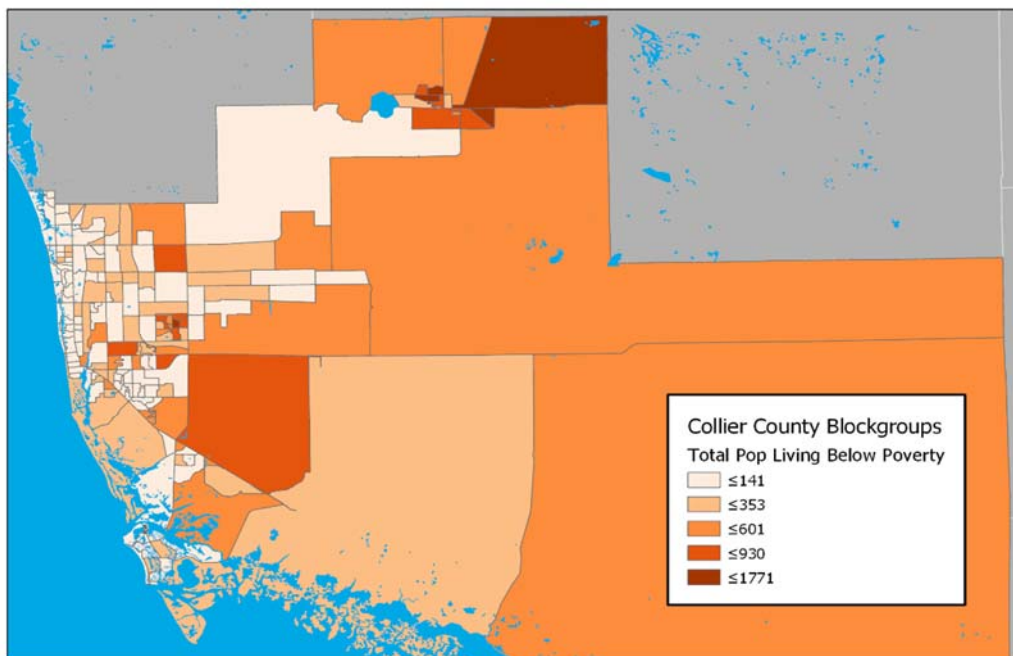 Collier County Blockgroups
Total Pop Living Below Poverty
≤141
≤353
≤601
≤930
≤1771